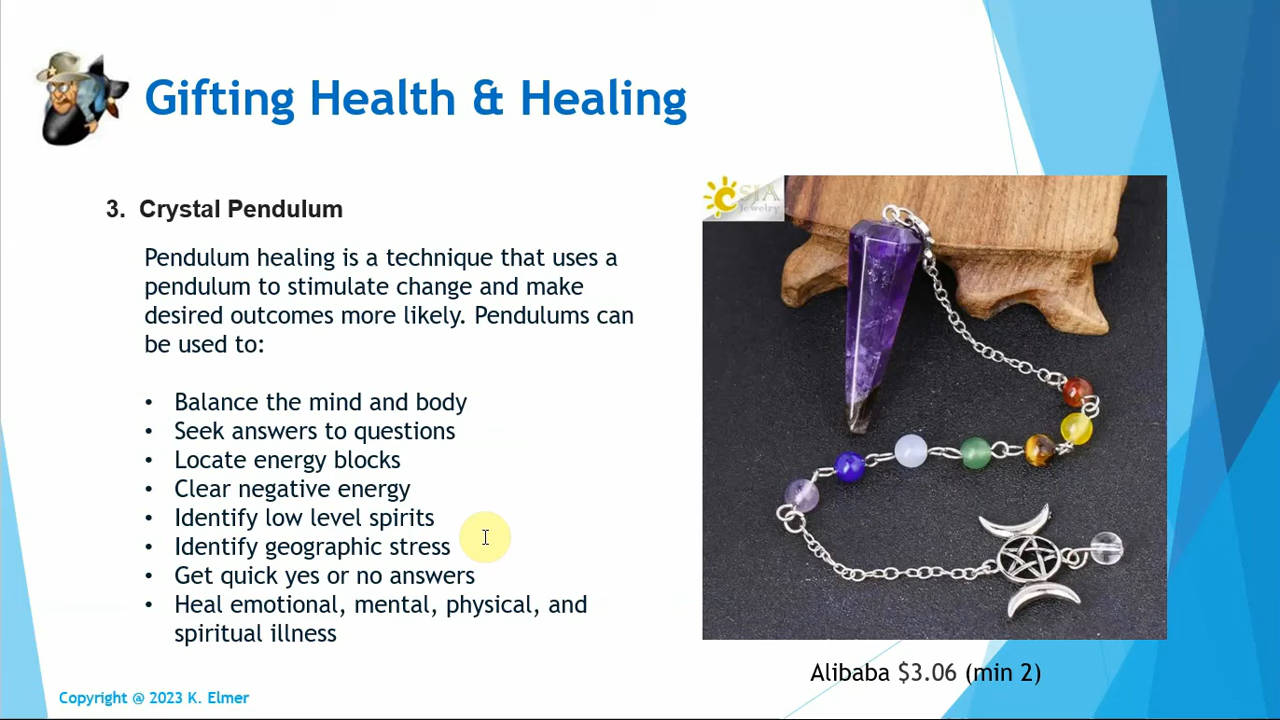 Gifting Health & Healing
3. Crystal Pendulum
Pendulum healing is a technique that uses a
pendulum to stimulate change and make
desired outcomes more likely. Pendulums can
be used to:
• Balance the mind and body
• Seek answers to questions
• Locate energy blocks
• Clear negative energy
• Identify low level spirits
• Identify geographic stress
• Get quick yes or no answers
• Heal emotional, mental, physical, and
spiritual illness
SJA
Jewelry
Alibaba $3.06 (min 2)
Copyright @ 2023 K. Elmer